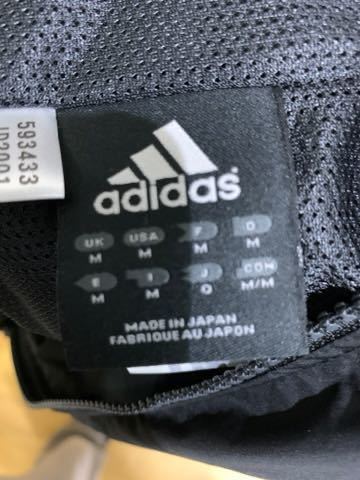 adidas
UK USA F D
M M M M
E I J CDN
M M O M/M
MADE IN JAPAN
FABRIQUE AU JAPON
593433